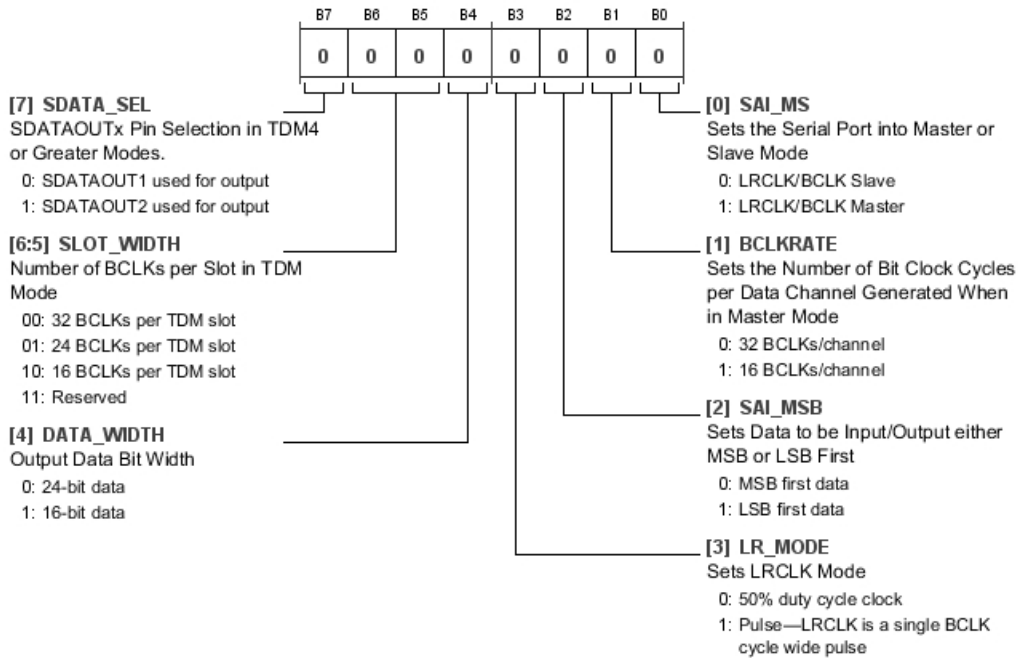 B7 B6 B5 B4 B3 B2 B1 B0
0 0 0 0 0 0 0 0
[7] SDATA_SEL
SDATAOUTx Pin Selection in TDM4
or Greater Modes.
0: SDATAOUT1 used for output
1: SDATAOUT2 used for output
[6:5] SLOT_WIDTH
Number of BCLKs per Slot in TDM
Mode
00: 32 BCLKs per TDM slot
01: 24 BCLKs per TDM slot
10: 16 BCLKs per TDM slot
11: Reserved
[4] DATA_WIDTH
Output Data Bit Width
0: 24-bit data
1: 16-bit data
[0] SAI_MS
Sets the Serial Port into Master or
Slave Mode
0: LRCLK/BCLK Slave
1: LRCLK/BCLK Master
[1] BCLKRATE
Sets the Number of Bit Clock Cycles
per Data Channel Generated When
in Master Mode
0: 32 BCLKs/channel
1: 16 BCLKs/channel
[2] SAI_MSB
Sets Data to be Input/Output either
MSB or LSB First
0: MSB first data
1: LSB first data
[3] LR_MODE
Sets LRCLK Mode
0: 50% duty cycle clock
1: Pulse—LRCLK is a single BCLK
cycle wide pulse